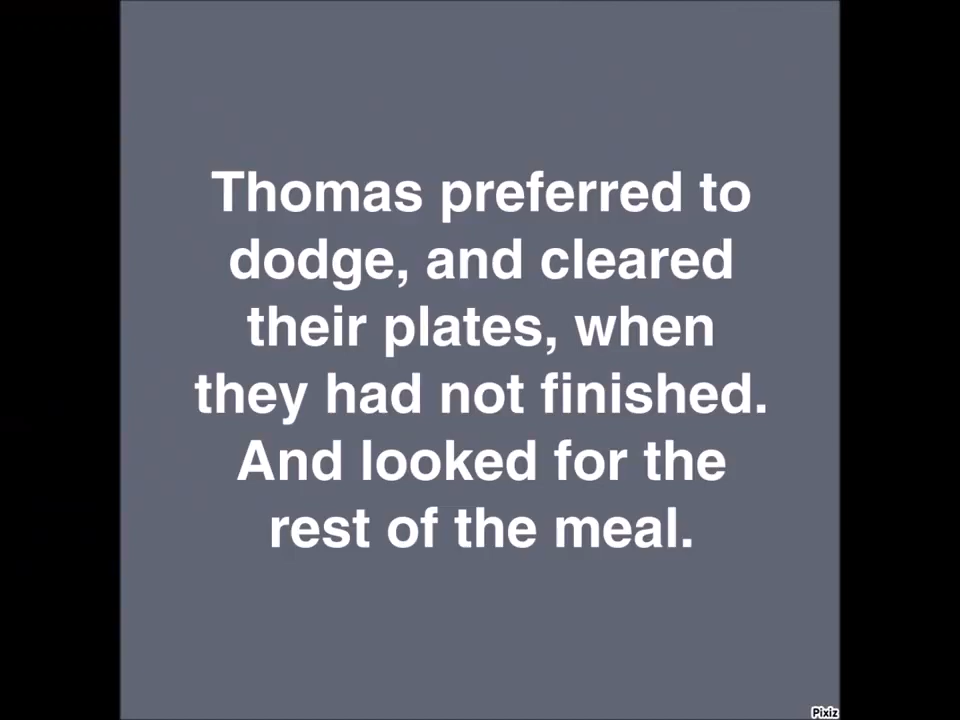 Thomas preferred to
dodge, and cleared
their plates, when
they had not finished.
And looked for the
rest of the meal.
Pixiz